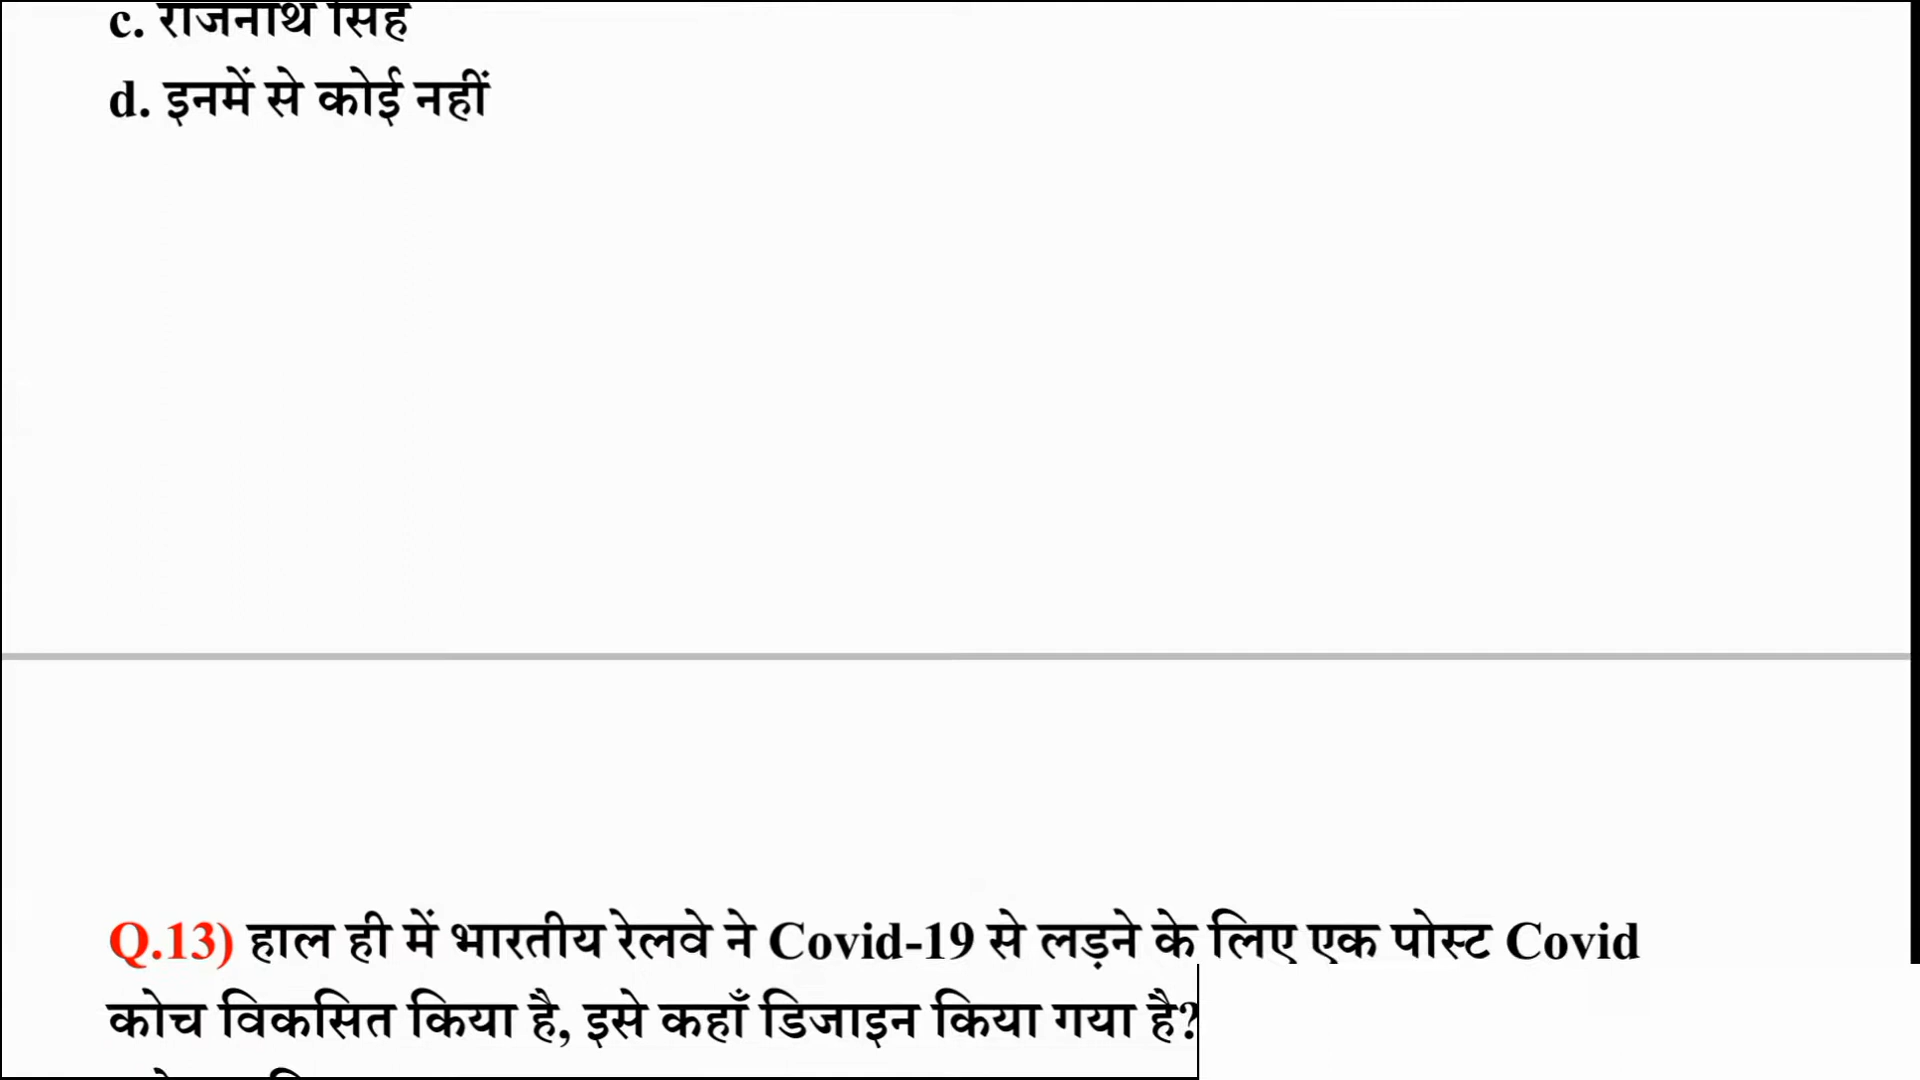 c. राजनाथ सिंह
d. इनमें से कोई नहीं
Q.13) हाल ही में भारतीय रेलवे ने Covid-19 से लड़ने के लिए एक पोस्ट Covid
कोच विकसित किया है, इसे कहाँ डिजाइन किया गया है?